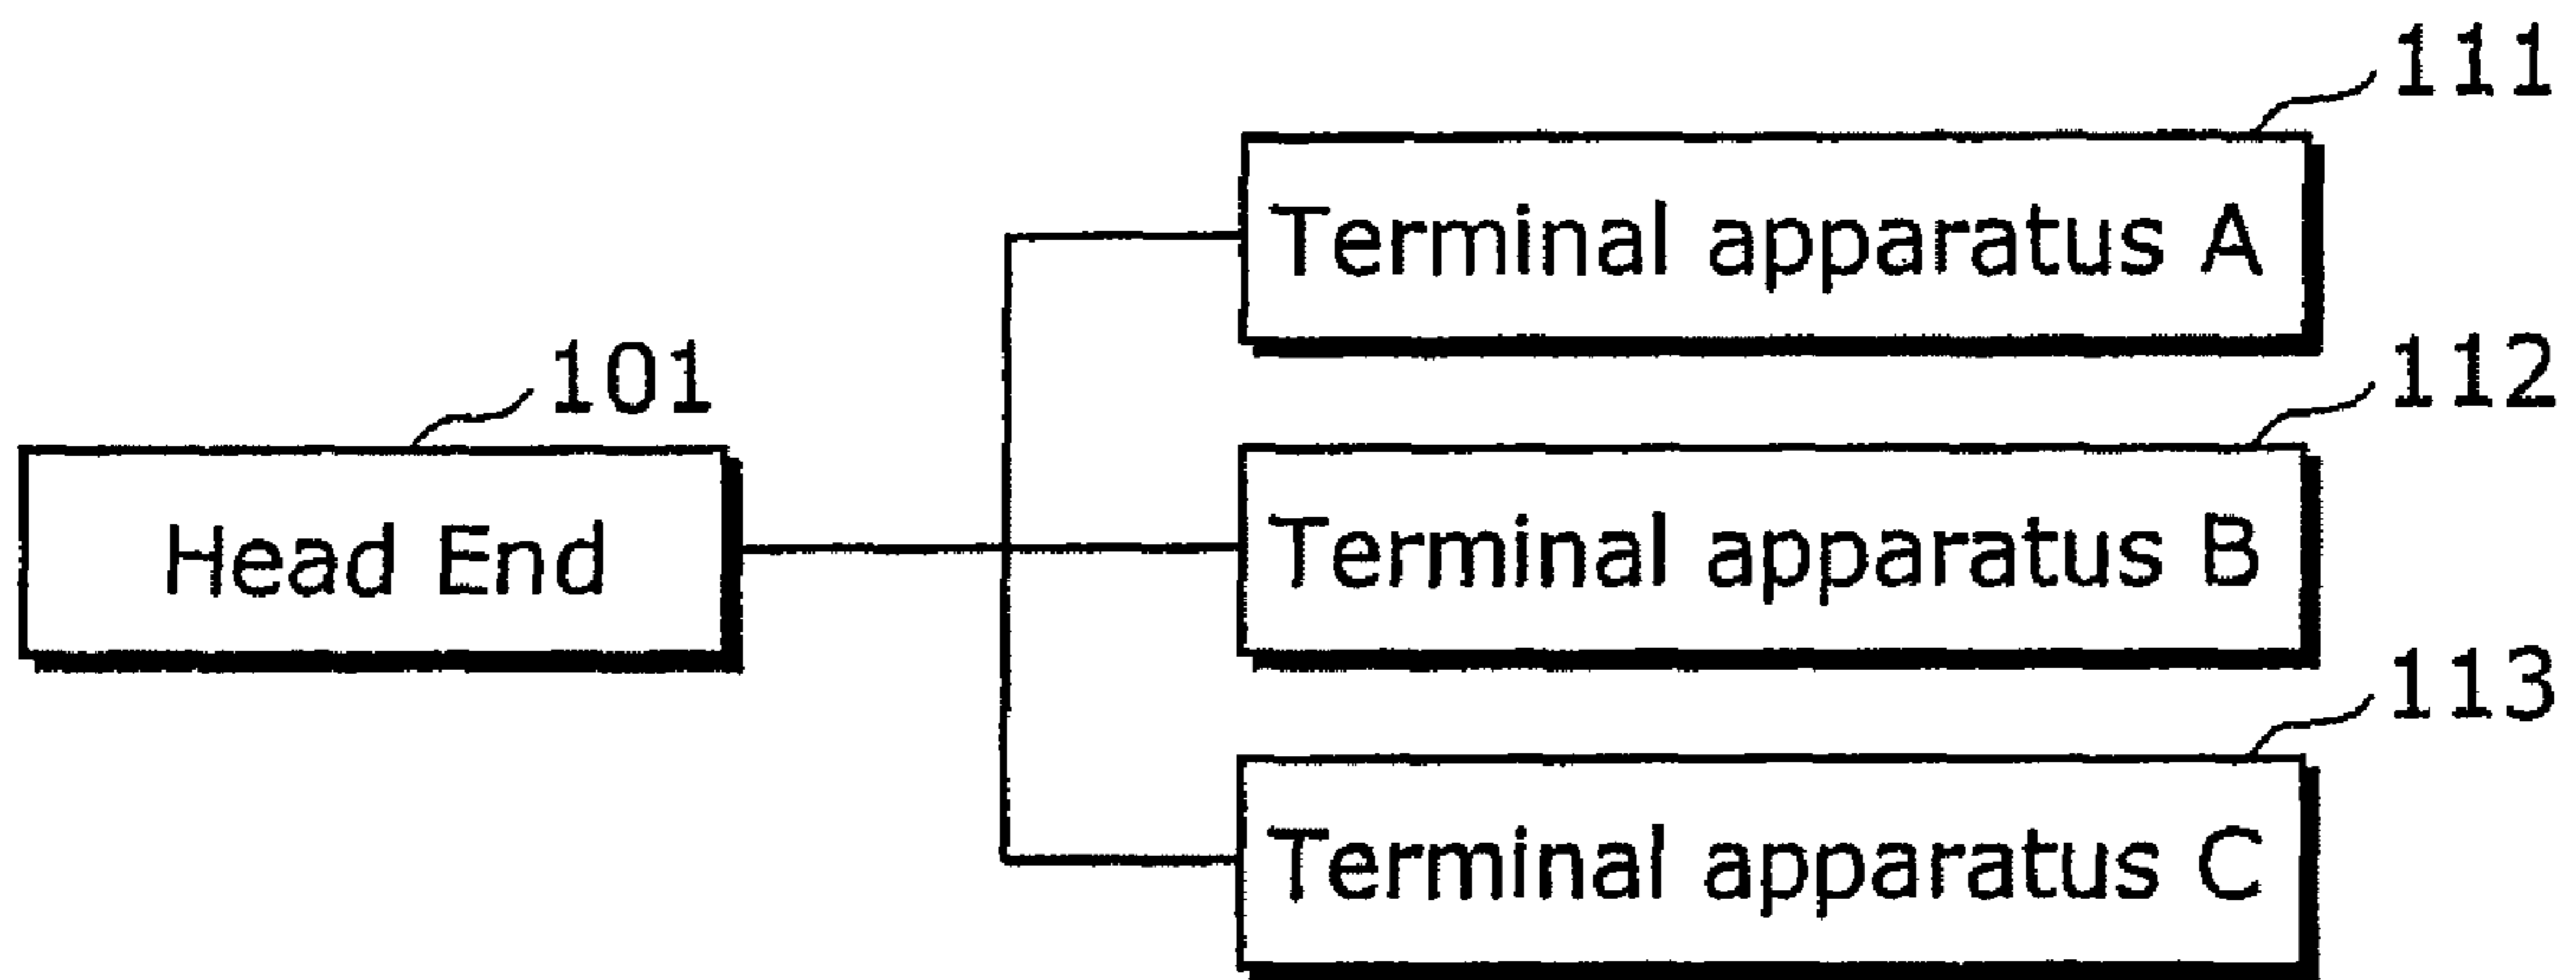 111
Terminal apparatus A
101
112
Head End
Terminal apparatus B
113
Terminal apparatus C